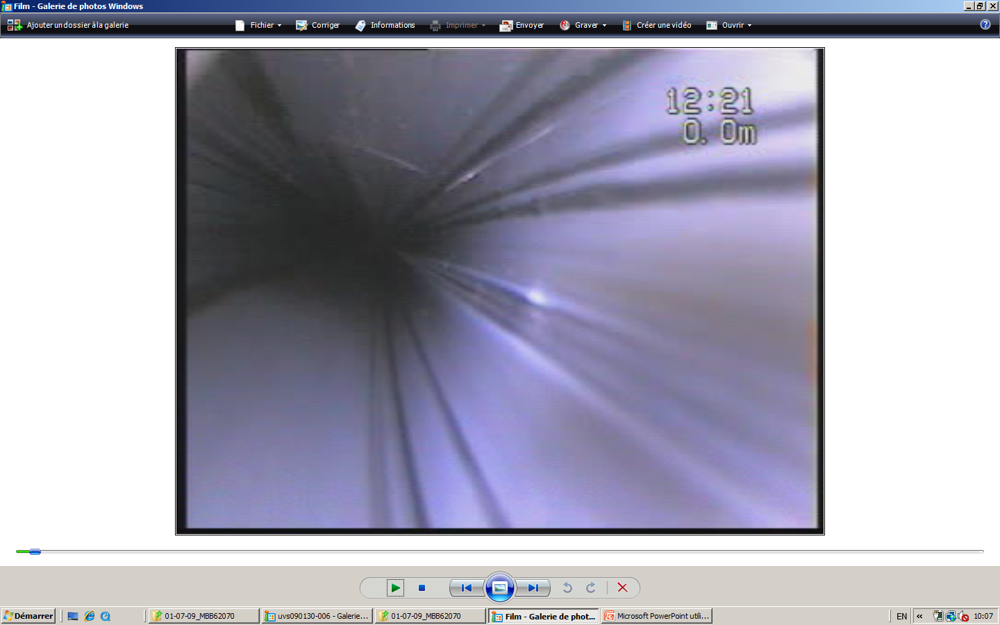 Film - Galerie de photos Windows
Ajouter un dossier à la galerie
Fichier
Corriger
Informations
Imprimer
Envoyer
Graver
Créer une vidéo
Ouvrir
12:21
0.0m
Démarrer
01-07-09_MBB62070
uvs090130-006 - Galerie...
01-07-09_MBB62070
Film - Galerie de phot...
Microsoft PowerPoint utili...
EN
«
10:07